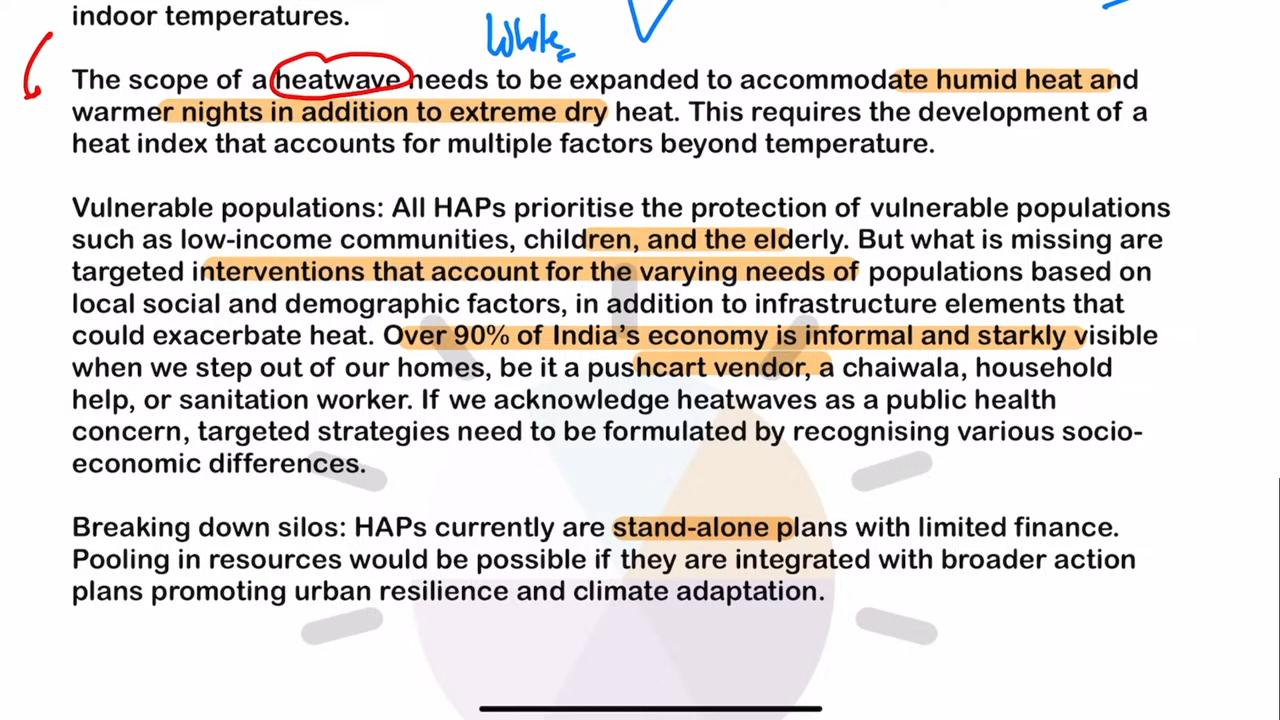 indoor temperatures.
White
The scope of a heatwave needs to be expanded to accommodate humid heat and
warmer nights in addition to extreme dry heat. This requires the development of a
heat index that accounts for multiple factors beyond temperature.
Vulnerable populations: All HAPs prioritise the protection of vulnerable populations
such as low-income communities, children, and the elderly. But what is missing are
targeted interventions that account for the varying needs of populations based on
local social and demographic factors, in addition to infrastructure elements that
could exacerbate heat. Over 90% of India’s economy is informal and starkly visible
when we step out of our homes, be it a pushcart vendor, a chaiwala, household
help, or sanitation worker. If we acknowledge heatwaves as a public health
concern, targeted strategies need to be formulated by recognising various socio-
economic differences.
Breaking down silos: HAPs currently are stand-alone plans with limited finance.
Pooling in resources would be possible if they are integrated with broader action
plans promoting urban resilience and climate adaptation.